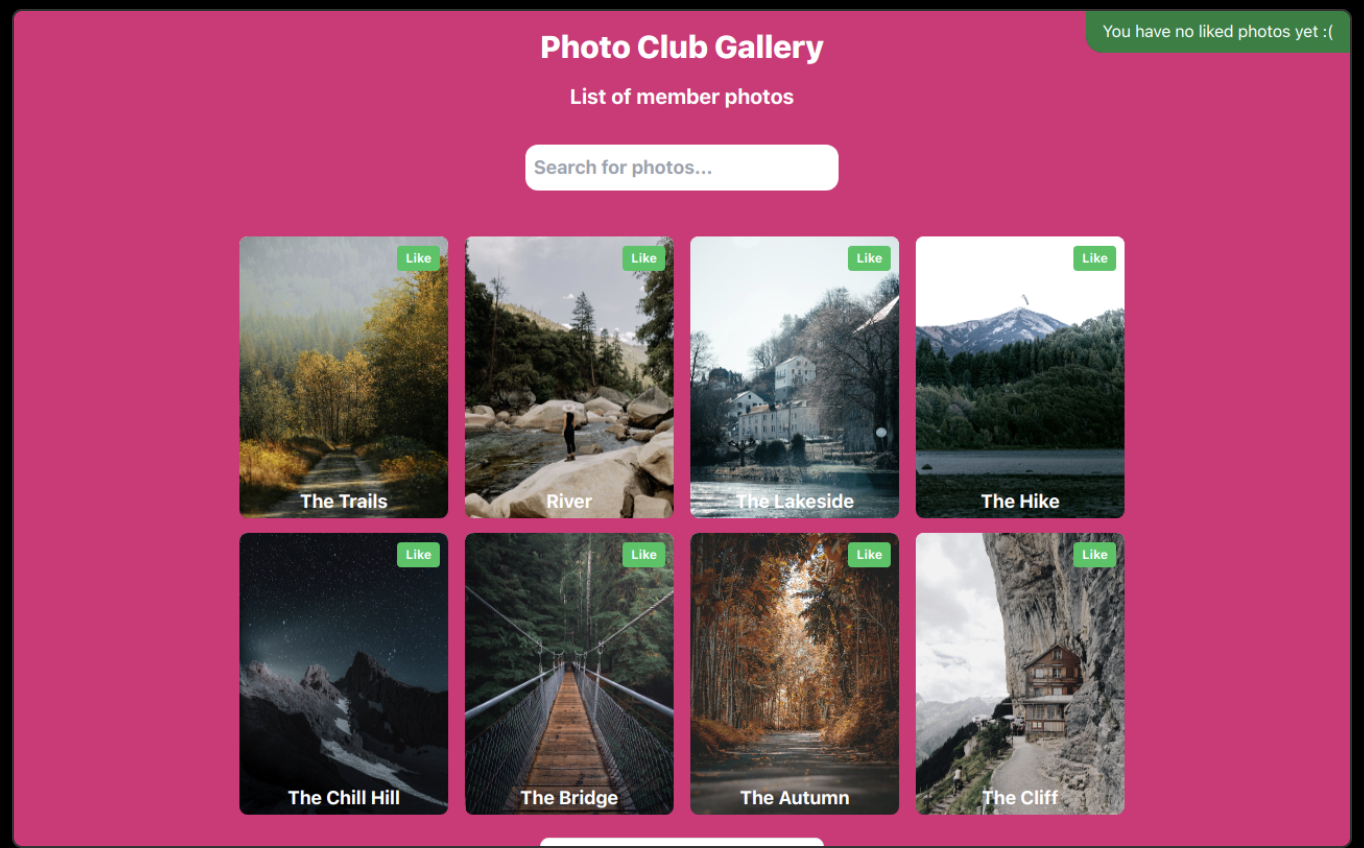 Photo Club Gallery
You have no liked photos yet :(
List of member photos
Search for photos...
Like
Like
Like
Like
The Trails
River
The Lakeside
The Hike
Like
Like
Like
Like
The Chill Hill
The Bridge
The Autumn
The Cliff